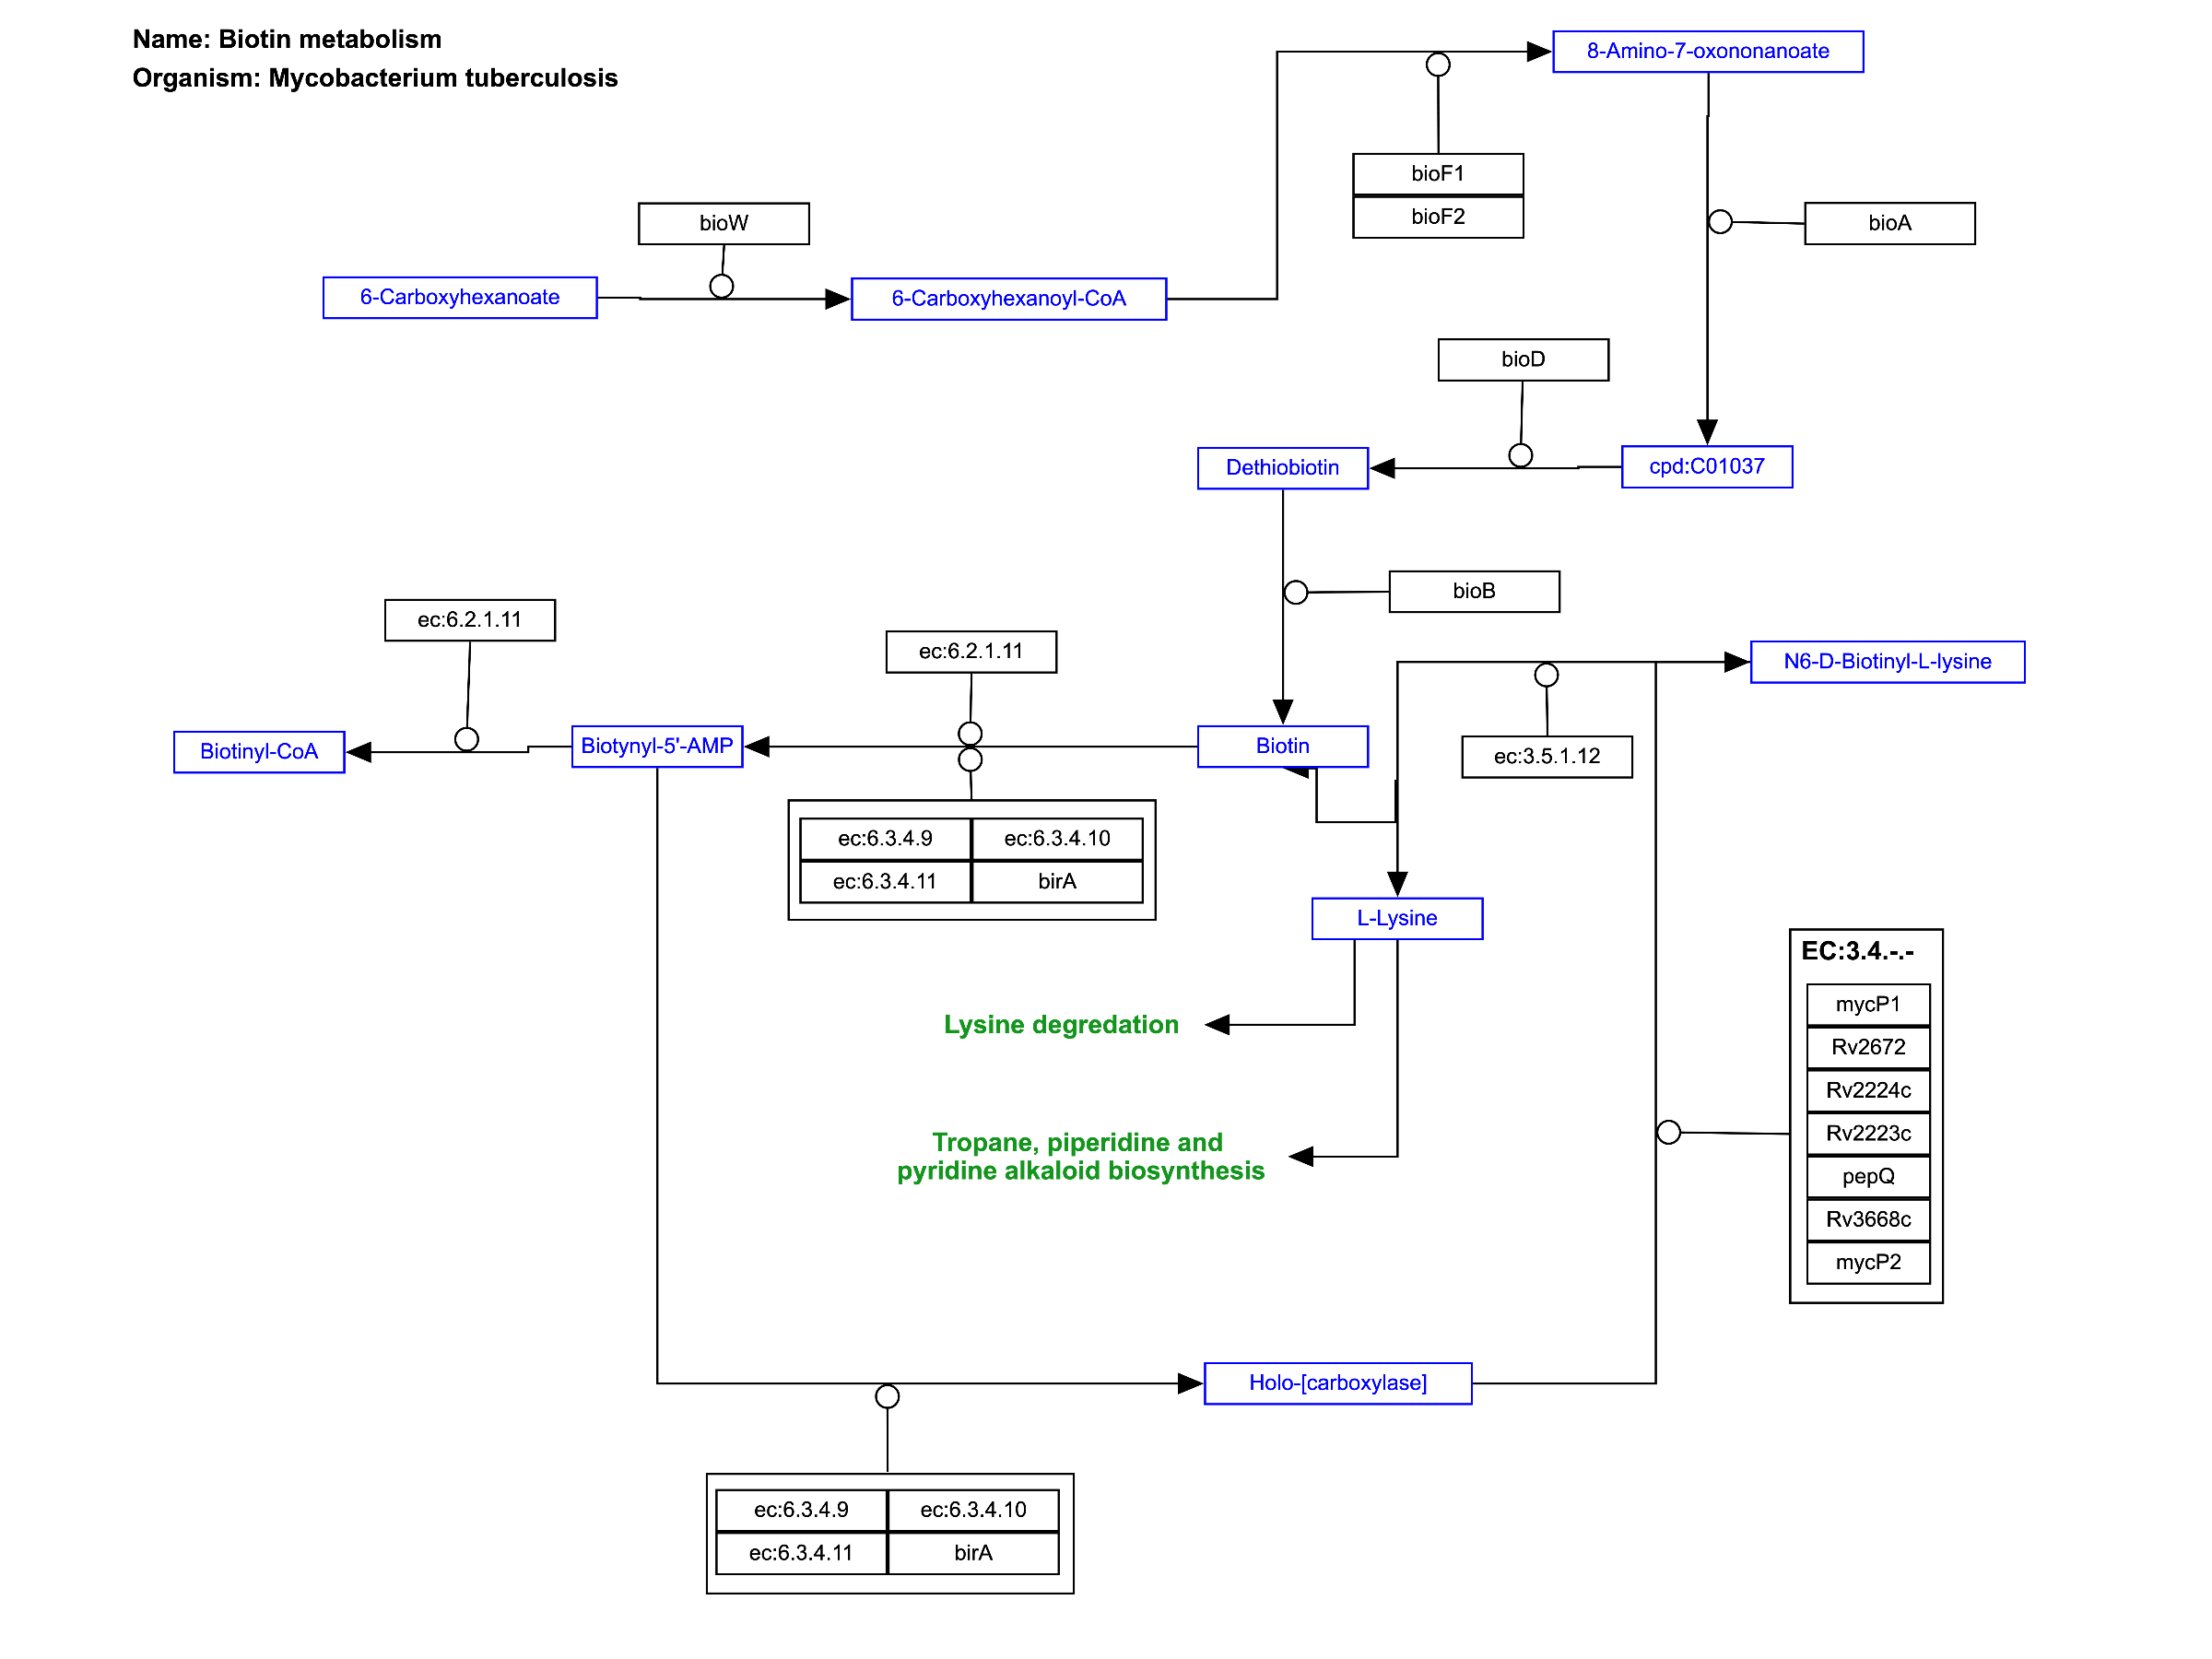 Name: Biotin metabolism
Organism: Mycobacterium tuberculosis
8-Amino-7-oxononanoate
bioF1
bioF2
bioW
bioA
6-Carboxyhexanoate
6-Carboxyhexanoyl-CoA
bioD
Dethiobiotin
cpd:C01037
bioB
ec:6.2.1.11
ec:6.2.1.11
N6-D-Biotinyl-L-lysine
Biotinyl-CoA
Biotynyl-5'-AMP
Biotin
ec:3.5.1.12
ec:6.3.4.9
ec:6.3.4.10
ec:6.3.4.11
birA
L-Lysine
EC:3.4.-.-
mycP1
Rv2672
Rv2224c
Rv2223c
pepQ
Rv3668c
mycP2
Lysine degredation
Tropane, piperidine and
pyridine alkaloid biosynthesis
Holo-[carboxylase]
ec:6.3.4.9
ec:6.3.4.10
ec:6.3.4.11
birA